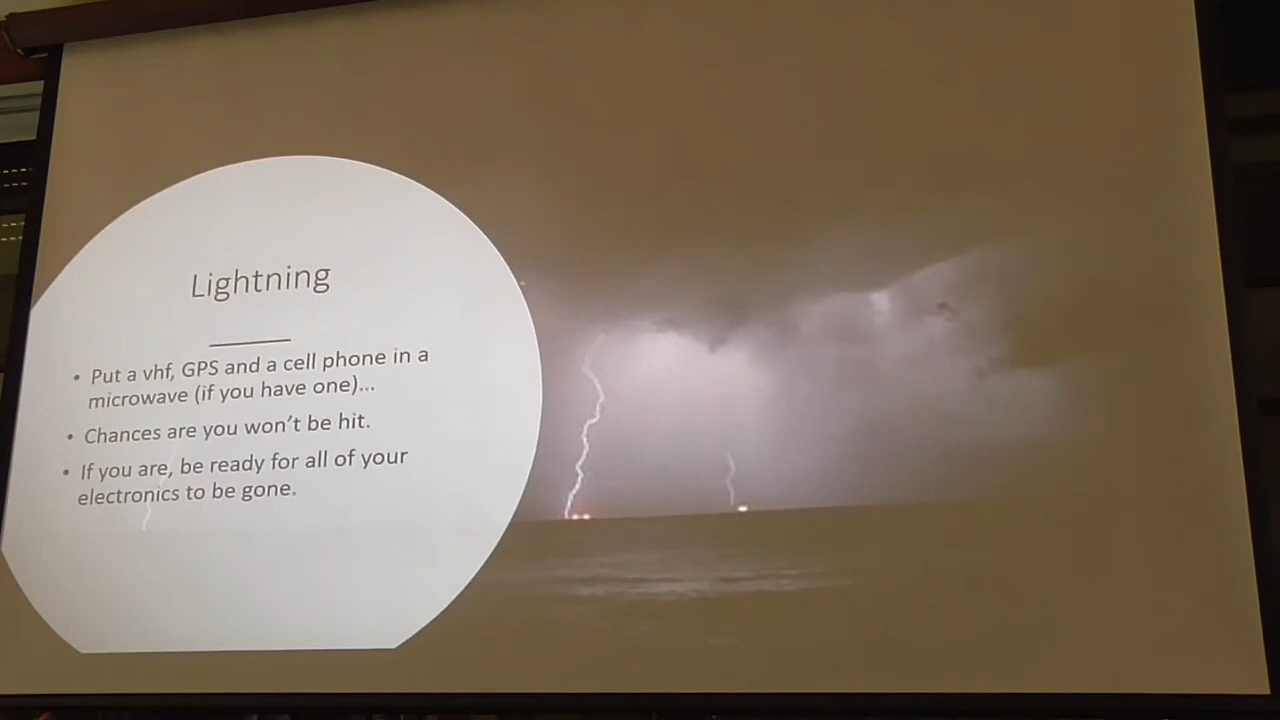 Lightning
• Put a vhf, GPS and a cell phone in a
microwave (if you have one)...
• Chances are you won't be hit.
• If you are, be ready for all of your
electronics to be gone.